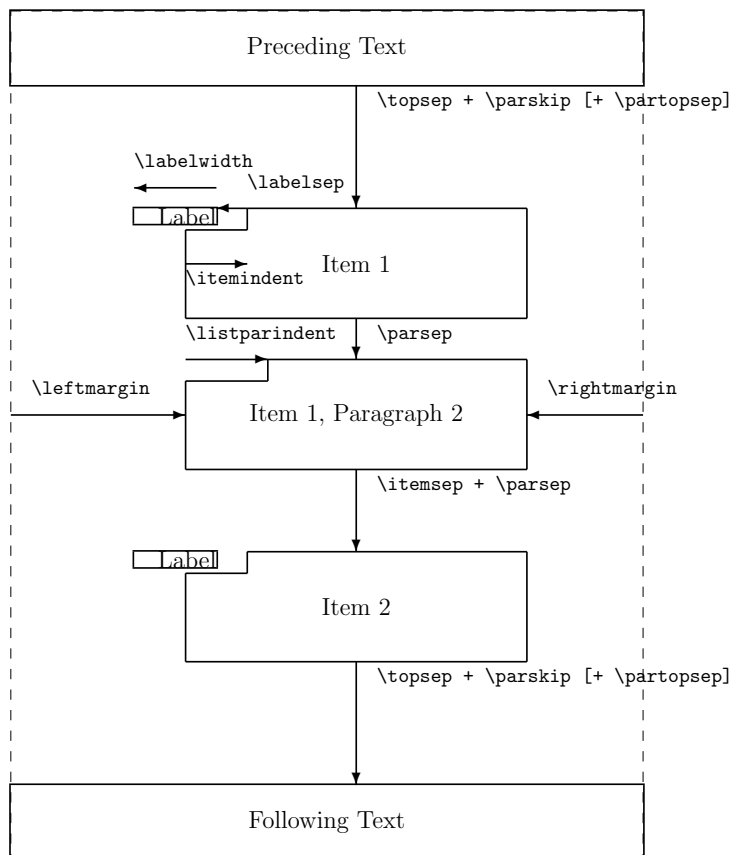 Preceding Text
\topsep + \parskip [+ \partopsep]
\labelwidth
\labelsep
Label
Item 1
\itemindent
\listparindent
\parsep
\leftmargin
\rightmargin
Item 1, Paragraph 2
\itemsep + \parsep
Label
Item 2
\topsep + \parskip [+ \partopsep]
Following Text